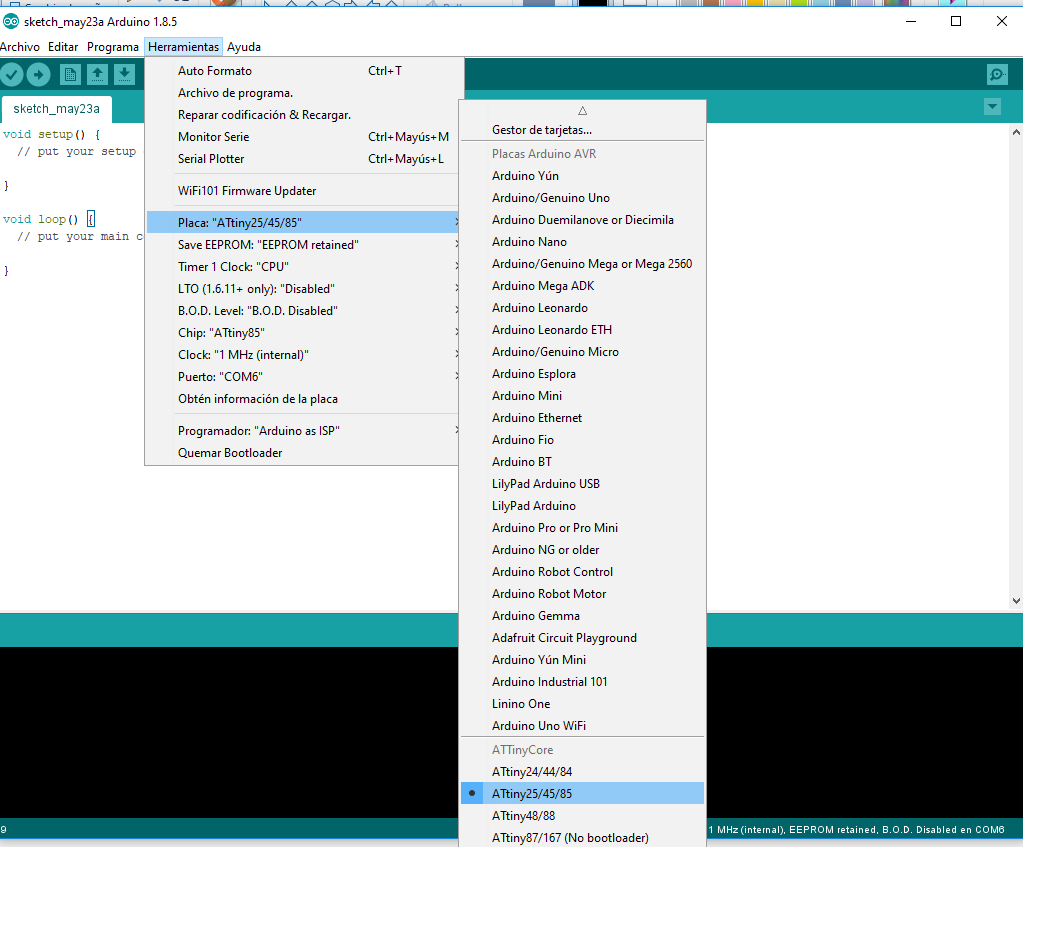 sketch_may23a Arduino 1.8.5
Archivo Editar Programa Herramientas Ayuda
sketch_may23a
void setup() {
// put your setup
}
void loop() {
// put your main c
}
Auto Formato Ctrl+T
Archivo de programa.
Reparar codificación & Recargar.
Monitor Serie Ctrl+Mayús+M
Serial Plotter Ctrl+Mayús+L
WiFi101 Firmware Updater
Placa: "ATtiny25/45/85"
Save EEPROM: "EEPROM retained"
Timer 1 Clock: "CPU"
LTO (1.6.11+ only): "Disabled"
B.O.D. Level: "B.O.D. Disabled"
Chip: "ATtiny85"
Clock: "1 MHz (internal)"
Puerto: "COM6"
Obtén información de la placa
Programador: "Arduino as ISP"
Quemar Bootloader
Gestor de tarjetas...
Placas Arduino AVR
Arduino Yún
Arduino/Genuino Uno
Arduino Duemilanove or Diecimila
Arduino Nano
Arduino/Genuino Mega or Mega 2560
Arduino Mega ADK
Arduino Leonardo
Arduino Leonardo ETH
Arduino/Genuino Micro
Arduino Esplora
Arduino Mini
Arduino Ethernet
Arduino Fio
Arduino BT
LilyPad Arduino USB
LilyPad Arduino
Arduino Pro or Pro Mini
Arduino NG or older
Arduino Robot Control
Arduino Robot Motor
Arduino Gemma
Adafruit Circuit Playground
Arduino Yún Mini
Arduino Industrial 101
Linino One
Arduino Uno WiFi
ATTinyCore
ATtiny24/44/84
ATtiny25/45/85
ATtiny48/88
ATtiny87/167 (No bootloader)
9
1 MHz (internal), EEPROM retained, B.O.D. Disabled en COM6